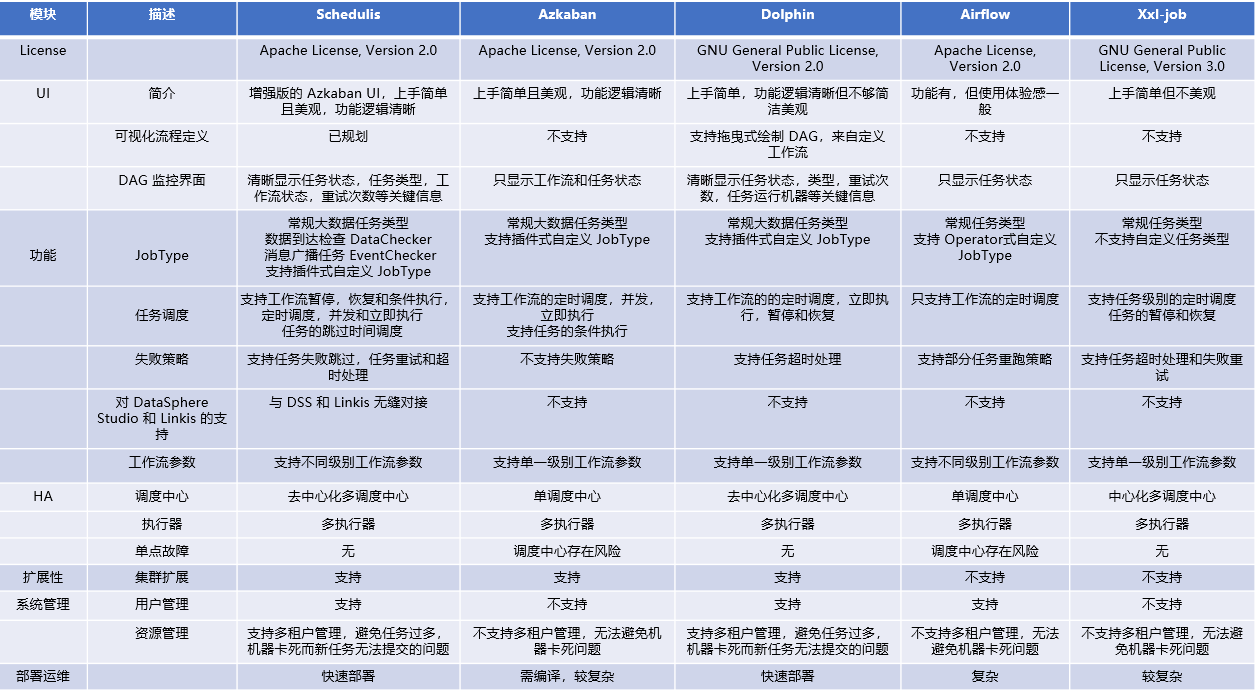 模块 描述 Schedulis Azkaban Dolphin Airflow Xxl-job
License Apache License, Version 2.0 Apache License, Version 2.0 GNU General Public License, Version 2.0 Apache License, Version 2.0 GNU General Public License, Version 3.0
UI 简介 增强版的 Azkaban UI，上手简单且美观，功能逻辑清晰 上手简单且美观，功能逻辑清晰 上手简单，功能逻辑清晰但不够简洁美观 功能有，但使用体验感一般 上手简单但不美观
可视化流程定义 已规划 不支持 支持拖曳式绘制 DAG，来自定义工作流 不支持 不支持
DAG 监控界面 清晰显示任务状态，任务类型，工作流状态，重试次数等关键信息 只显示工作流和任务状态 清晰显示任务状态，类型，重试次数，任务运行机器等关键信息 只显示任务状态 只显示任务状态
功能 JobType 常规大数据任务类型 数据到达检查 DataChecker 消息广播任务 EventChecker 支持插件式自定义 JobType 常规大数据任务类型 支持插件式自定义 JobType 常规大数据任务类型 支持插件式自定义 JobType 常规任务类型 支持 Operator式自定义 JobType 常规任务类型 不支持自定义任务类型
任务调度 支持工作流暂停，恢复和条件执行，定时调度，并发和立即执行 任务的跳过时间调度 支持工作流的定时调度，并发，立即执行 支持任务的条件执行 支持工作流的的定时调度，立即执行，暂停和恢复 只支持工作流的定时调度 支持任务级别的定时调度 任务的暂停和恢复
失败策略 支持任务失败跳过，任务重试和超时处理 不支持失败策略 支持任务超时处理 支持部分任务重跑策略 支持任务超时处理和失败重试
对 DataSphere Studio 和 Linkis 的支持 与 DSS 和 Linkis 无缝对接 不支持 不支持 不支持 不支持
工作流参数 支持不同级别工作流参数 支持单一级别工作流参数 支持单一级别工作流参数 支持不同级别工作流参数 支持单一级别工作流参数
HA 调度中心 去中心化多调度中心 单调度中心 去中心化多调度中心 单调度中心 中心化多调度中心
执行器 多执行器 多执行器 多执行器 多执行器 多执行器
单点故障 无 调度中心存在风险 无 调度中心存在风险 无
扩展性 集群扩展 支持 支持 支持 不支持 不支持
系统管理 用户管理 支持 不支持 支持 支持 不支持
资源管理 支持多租户管理，避免任务过多，机器卡死而新任务无法提交的问题 不支持多租户管理，无法避免机器卡死问题 支持多租户管理，避免任务过多，机器卡死而新任务无法提交的问题 不支持多租户管理，无法避免机器卡死问题 不支持多租户管理，无法避免机器卡死问题
部署运维 快速部署 需编译，较复杂 快速部署 复杂 较复杂